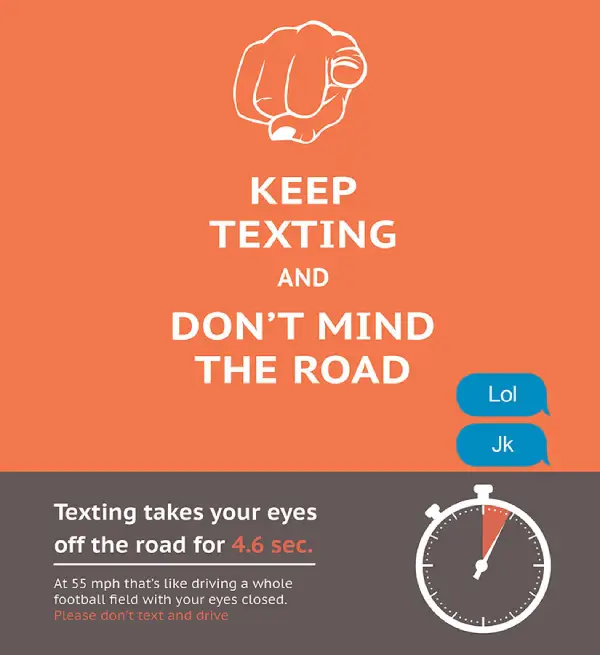 KEEP
TEXTING
AND
DON'T MIND
THE ROAD
Lol
Jk
Texting takes your eyes
off the road for 4.6 sec.
At 55 mph that's like driving a whole
football field with your eyes closed.
Please don't text and drive